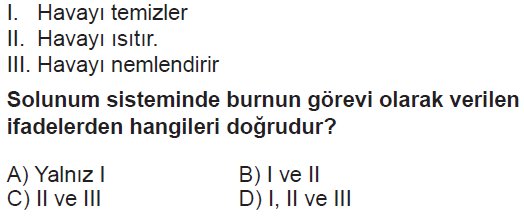 I. Havayı temizler
II. Havayı ısıtır.
III. Havayı nemlendirir
Solunum sisteminde burnun görevi olarak verilen
ifadelerden hangileri doğrudur?
A) Yalnız I B) I ve II
C) II ve III D) I, II ve III